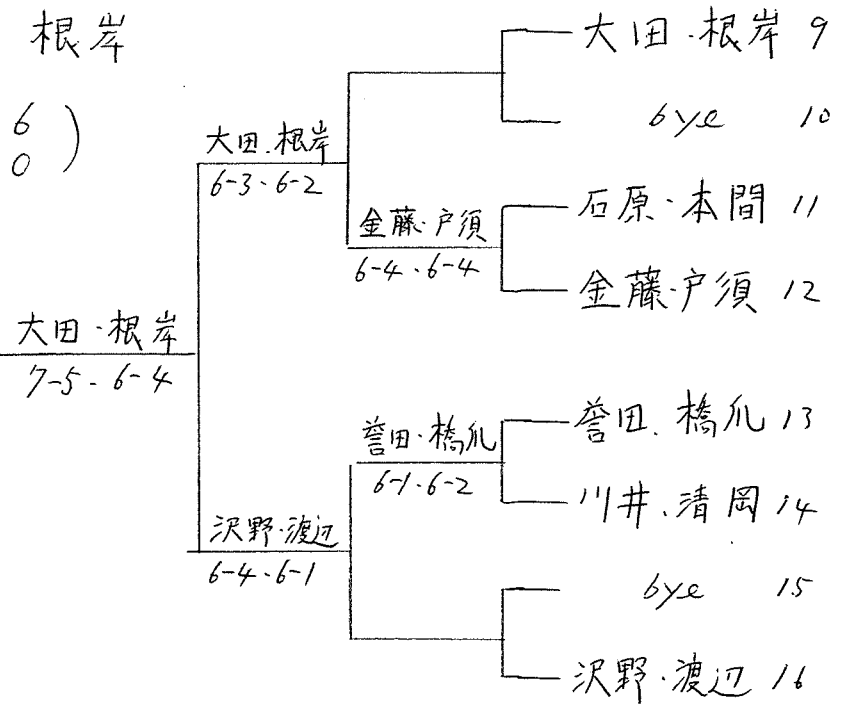 根岸
6
0 )
大田・根岸 9
bye 10
大田・根岸
6-3・6-2
石原・本間 11
金藤・戸須
6-4・6-4
金藤・戸須 12
大田・根岸
7-5・6-4
誉田・橋爪 13
誉田・橋爪
6-1・6-2
川井・清岡 14
沢野・渡辺
6-4・6-1
bye 15
沢野・渡辺 16